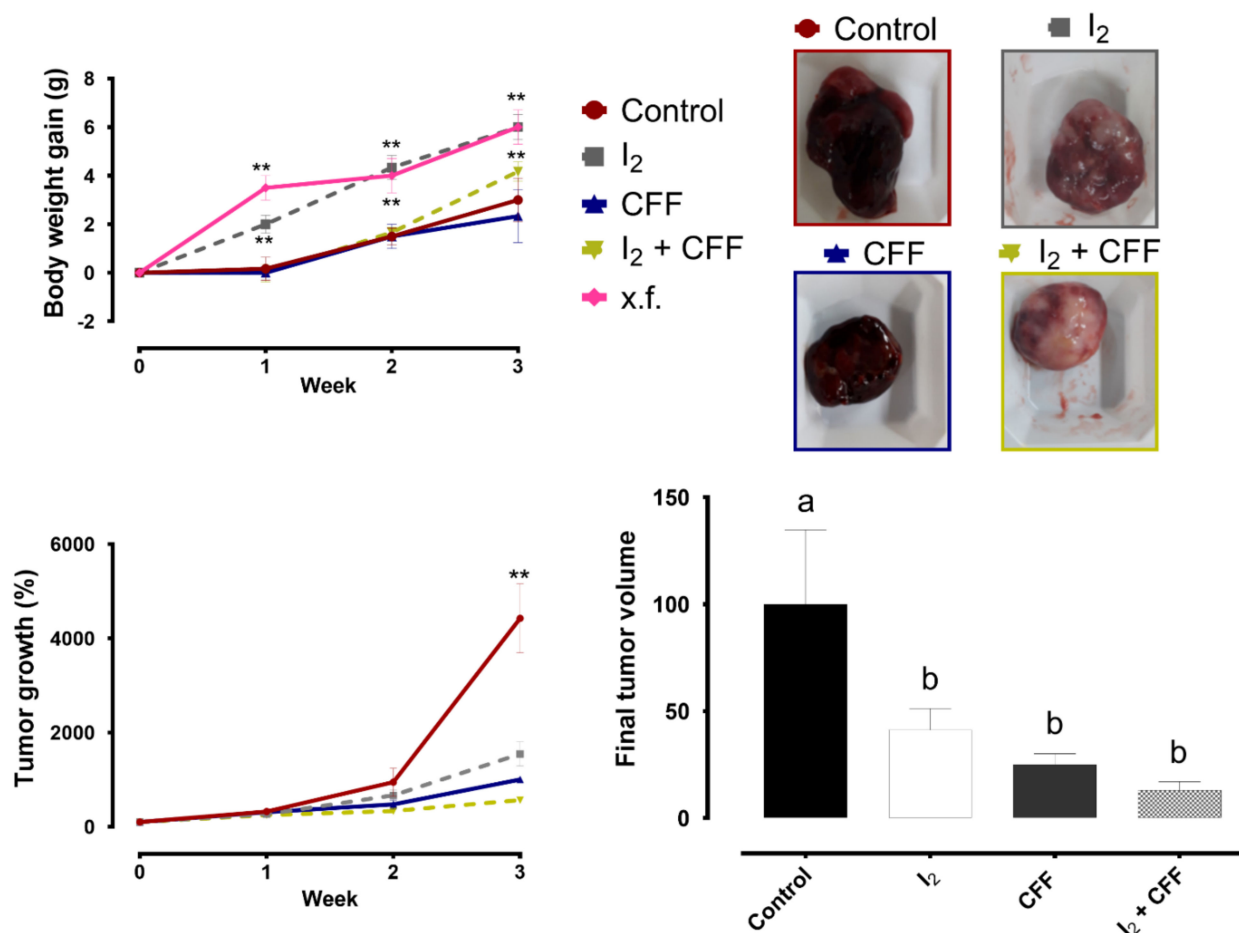 Body weight gain (g)
8
6
4
2
0
-2
**
**
**
**
**
**
0 1 2 3
Week
Control
I₂
CFF
I₂ + CFF
x.f.
Control
I₂
CFF
I₂ + CFF
Tumor growth (%)
6000
4000
2000
0
**
0 1 2 3
Week
Final tumor volume
150
100
50
0
a
b
b
b
Control
I₂
CFF
I₂ + CFF